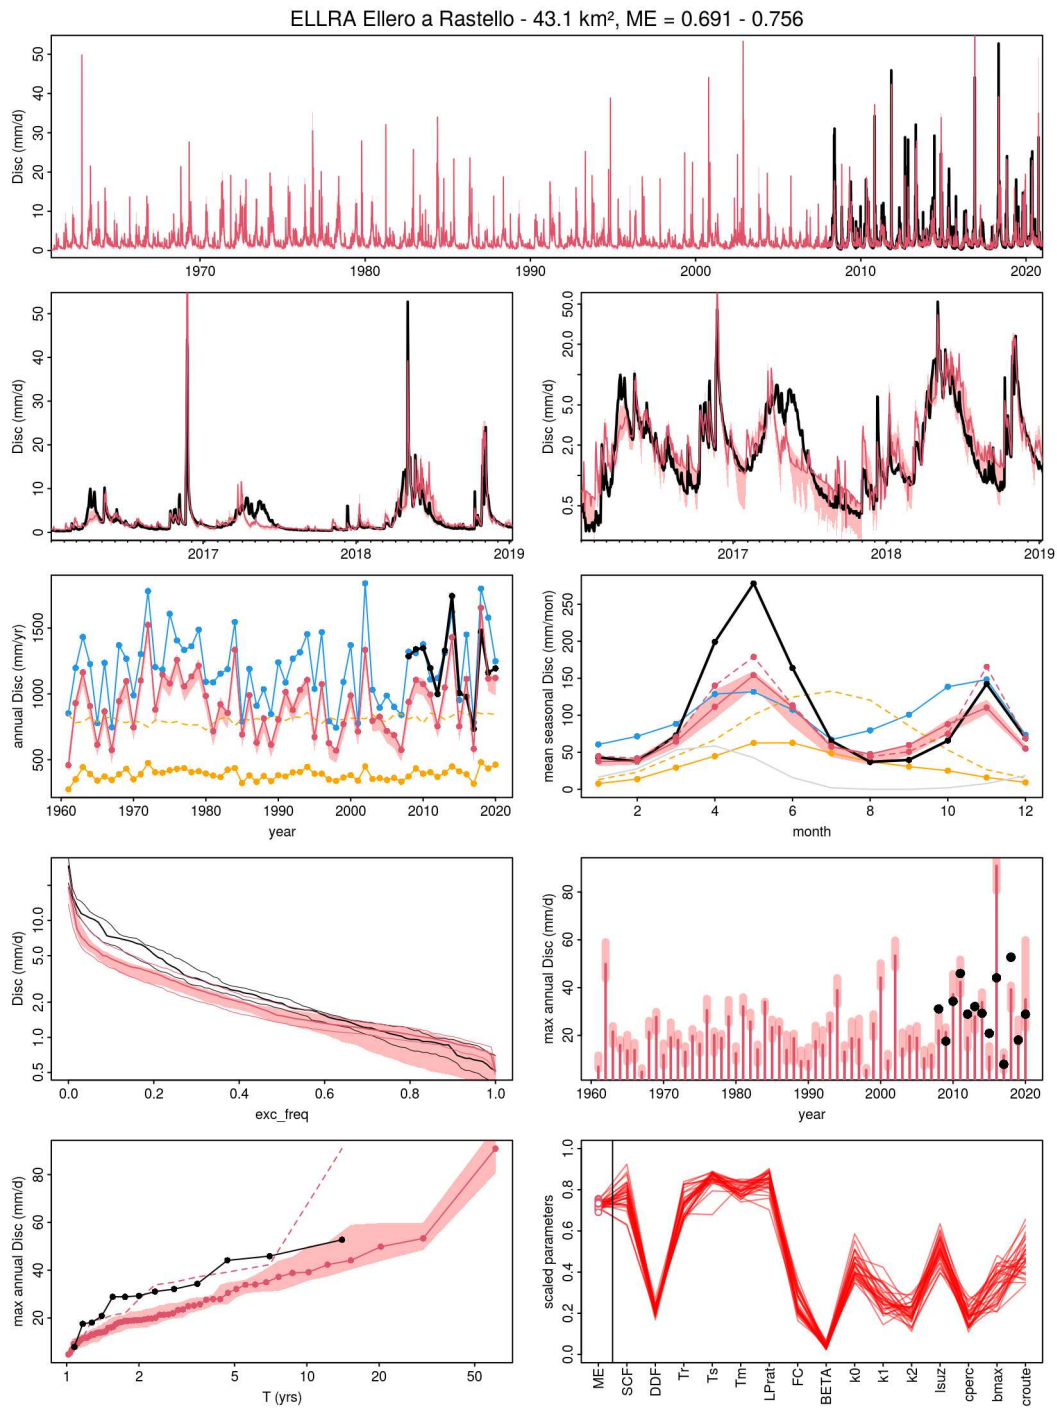 ELLRA Ellero a Rastello - 43.1 km², ME = 0.691 - 0.756
Disc (mm/d)
0 10 20 30 40 50
1970 1980 1990 2000 2010 2020
Disc (mm/d)
0 10 20 30 40 50
2017 2018 2019
Disc (mm/d)
0.5 2.0 5.0 20.0 50.0
2017 2018 2019
annual Disc (mm/yr)
500 1000 1500
1960 1970 1980 1990 2000 2010 2020
year
mean seasonal Disc (mm/mon)
0 50 100 150 200 250
2 4 6 8 10 12
month
Disc (mm/d)
0.5 1.0 2.0 5.0 10.0
0.0 0.2 0.4 0.6 0.8 1.0
exc_freq
max annual Disc (mm/d)
20 40 60 80
1960 1970 1980 1990 2000 2010 2020
year
max annual Disc (mm/d)
20 40 60 80
1 2 5 10 20 50
T (yrs)
scaled parameters
0.0 0.2 0.4 0.6 0.8 1.0
ME SCF DDF Tr Ts Tm LPrat FC BETA k0 k1 k2 lsuz cperc bmax croute